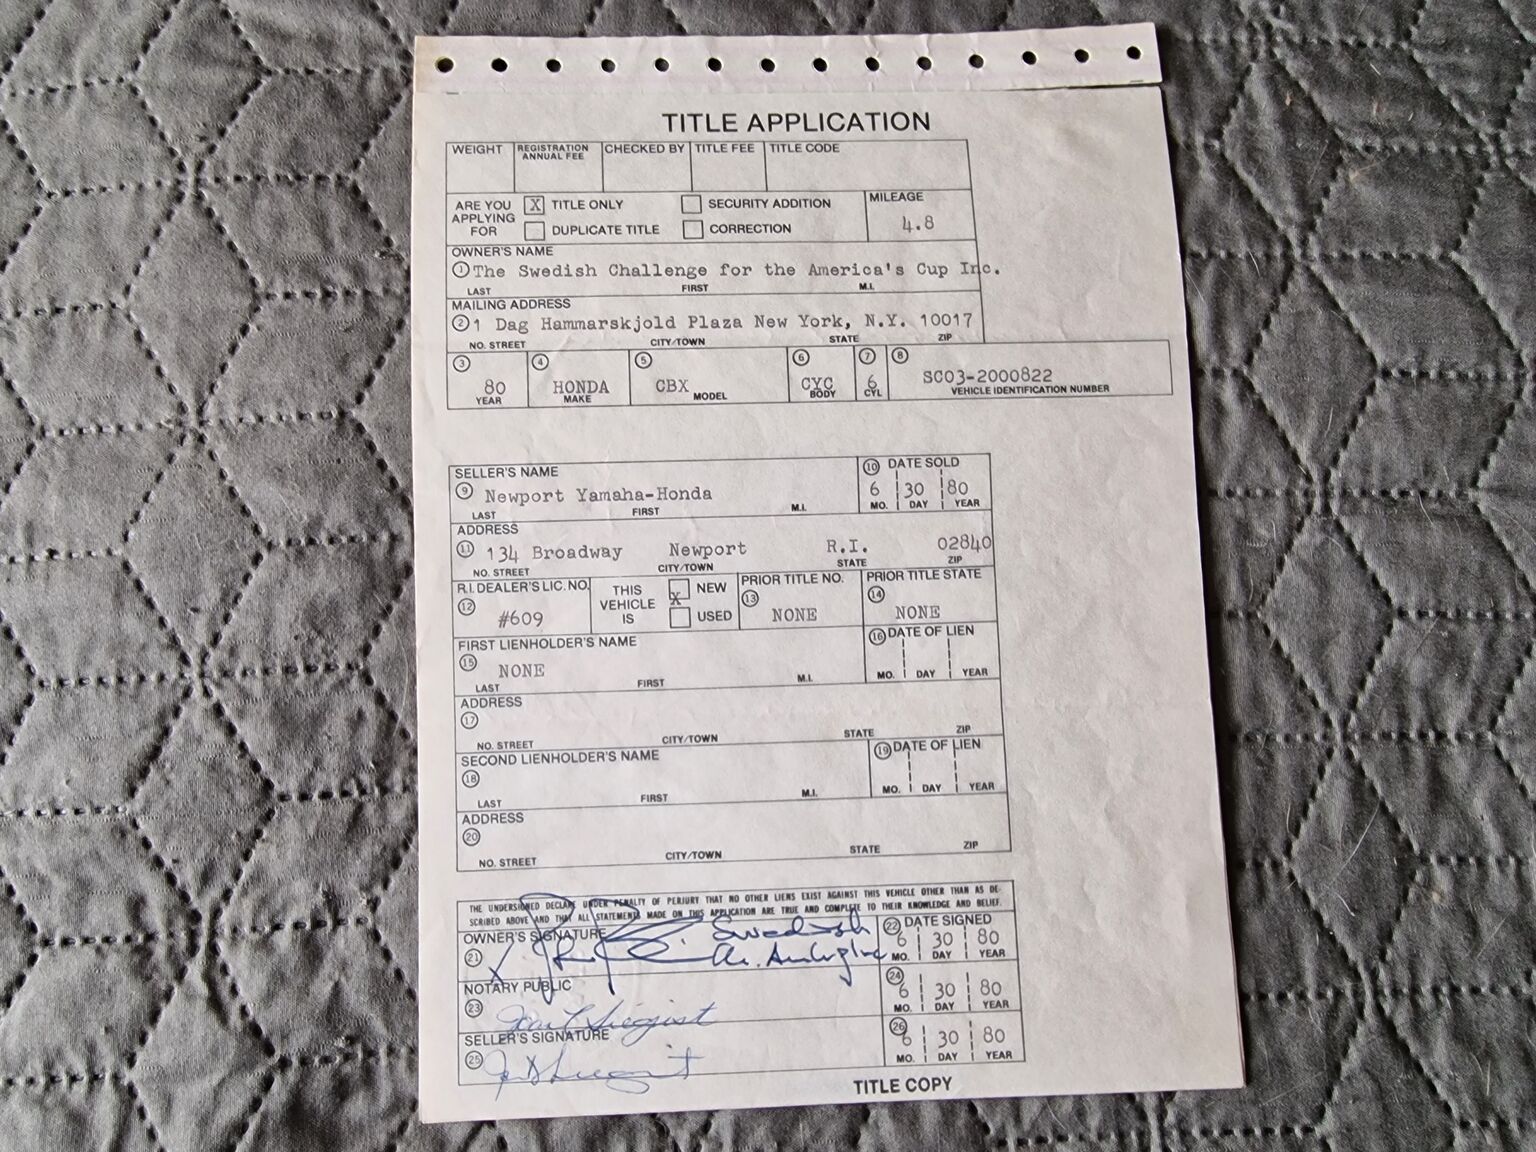 TITLE APPLICATION
WEIGHT REGISTRATION ANNUAL FEE CHECKED BY TITLE FEE TITLE CODE
ARE YOU APPLYING FOR X TITLE ONLY SECURITY ADDITION MILEAGE
DUPLICATE TITLE CORRECTION 4.8
OWNER'S NAME
1 The Swedish Challenge for the America's Cup Inc.
LAST FIRST M.I.
MAILING ADDRESS
2 1 Dag Hammarskjold Plaza New York, N.Y. 10017
NO. STREET CITY/TOWN STATE ZIP
3 4 5 6 7 8
80 HONDA CBX CYC 6 SC03-2000822
YEAR MAKE MODEL BODY CYL VEHICLE IDENTIFICATION NUMBER
SELLER'S NAME 10 DATE SOLD
9 Newport Yamaha-Honda 6 30 80
LAST FIRST M.I. MO. DAY YEAR
ADDRESS
11 134 Broadway Newport R.I. 02840
NO. STREET CITY/TOWN STATE ZIP
R.I. DEALER'S LIC. NO. THIS VEHICLE IS NEW PRIOR TITLE NO. PRIOR TITLE STATE
12 #609 X USED 13 NONE 14 NONE
FIRST LIENHOLDER'S NAME 16 DATE OF LIEN
15 NONE
LAST FIRST M.I. MO. DAY YEAR
ADDRESS
17
NO. STREET CITY/TOWN STATE ZIP
SECOND LIENHOLDER'S NAME 19 DATE OF LIEN
18
LAST FIRST M.I. MO. DAY YEAR
ADDRESS
20
NO. STREET CITY/TOWN STATE ZIP
THE UNDERSIGNED DECLARE UNDER PENALTY OF PERJURY THAT NO OTHER LIENS EXIST AGAINST THIS VEHICLE OTHER THAN AS DE-
SCRIBED ABOVE AND THAT ALL STATEMENTS MADE ON THIS APPLICATION ARE TRUE AND COMPLETE TO THEIR KNOWLEDGE AND BELIEF.
OWNER'S SIGNATURE Swedish 22 DATE SIGNED
21 X 6 30 80
MO. DAY YEAR
NOTARY PUBLIC 24
23 Siegist 6 30 80
MO. DAY YEAR
SELLER'S SIGNATURE 26
25 6 30 80
MO. DAY YEAR
TITLE COPY